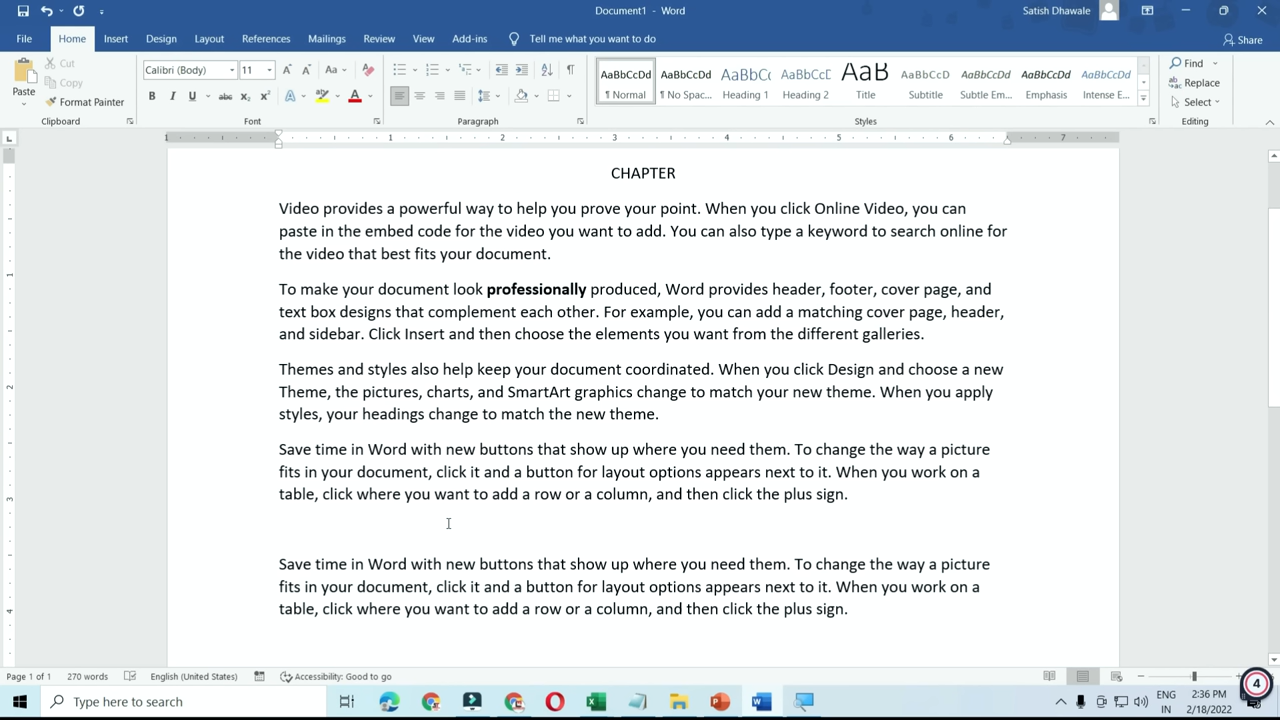 Document1 - Word
Satish Dhawale
File Home Insert Design Layout References Mailings Review View Add-ins Tell me what you want to do Share
Paste
Cut
Copy
Format Painter
Clipboard
Calibri (Body) 11
Font
Paragraph
AaBbCcDd AaBbCcDd AaBbC( AaBbCcD AaB AaBbCcD AaBbCcDd AaBbCcDd AaBbCcDd
¶ Normal ¶ No Spac... Heading 1 Heading 2 Title Subtitle Subtle Em... Emphasis Intense E...
Styles
Find
Replace
Select
Editing
1 1 2 3 4 5 6 7
CHAPTER
Video provides a powerful way to help you prove your point. When you click Online Video, you can
paste in the embed code for the video you want to add. You can also type a keyword to search online for
the video that best fits your document.
To make your document look professionally produced, Word provides header, footer, cover page, and
text box designs that complement each other. For example, you can add a matching cover page, header,
and sidebar. Click Insert and then choose the elements you want from the different galleries.
Themes and styles also help keep your document coordinated. When you click Design and choose a new
Theme, the pictures, charts, and SmartArt graphics change to match your new theme. When you apply
styles, your headings change to match the new theme.
Save time in Word with new buttons that show up where you need them. To change the way a picture
fits in your document, click it and a button for layout options appears next to it. When you work on a
table, click where you want to add a row or a column, and then click the plus sign.
Save time in Word with new buttons that show up where you need them. To change the way a picture
fits in your document, click it and a button for layout options appears next to it. When you work on a
table, click where you want to add a row or a column, and then click the plus sign.
Page 1 of 1 270 words English (United States) Accessibility: Good to go
Type here to search
ENG
IN
2:36 PM
2/18/2022
4